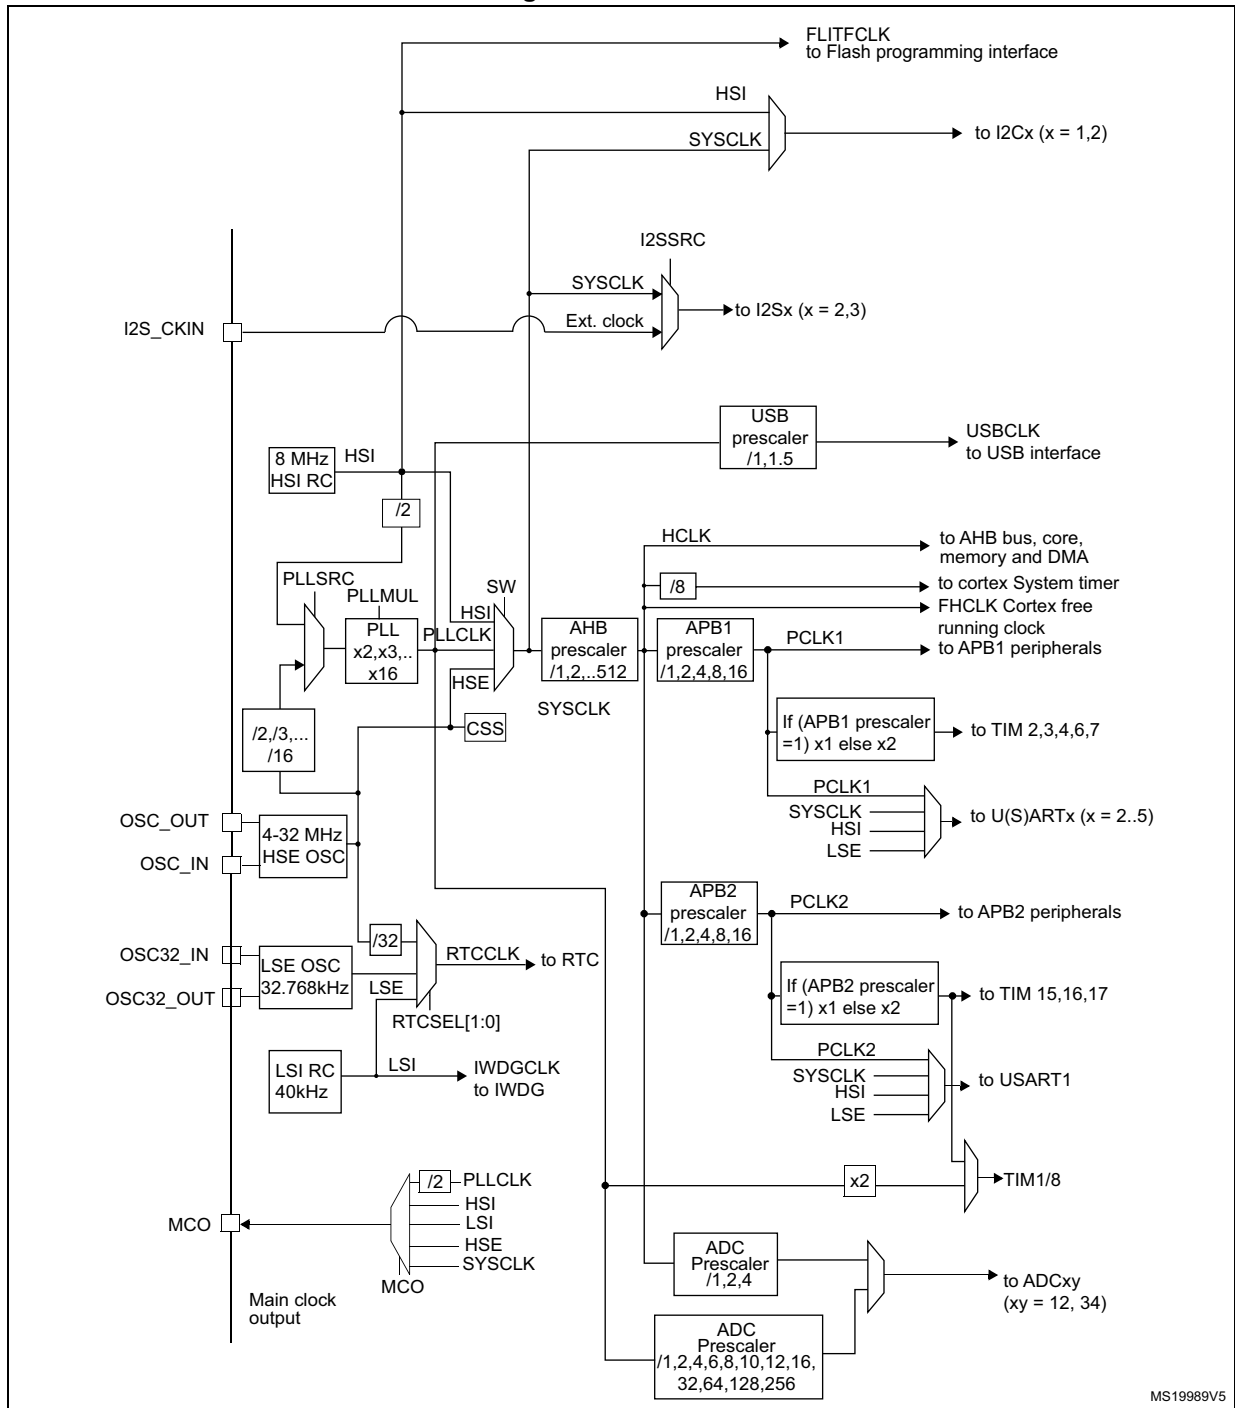 FLITFCLK
to Flash programming interface
HSI
SYSCLK
to I2Cx (x = 1,2)
I2SSRC
SYSCLK
to I2Sx (x = 2,3)
I2S_CKIN
Ext. clock
USB
prescaler
/1,1.5
USBCLK
to USB interface
8 MHz
HSI RC
HSI
/2
HCLK
to AHB bus, core,
memory and DMA
/8
to cortex System timer
FHCLK Cortex free
running clock
PLLSRC
PLLMUL
PLL
x2,x3,..
x16
SW
HSI
PLLCLK
HSE
AHB
prescaler
/1,2,..512
APB1
prescaler
/1,2,4,8,16
PCLK1
to APB1 peripherals
SYSCLK
/2,/3,...
/16
CSS
If (APB1 prescaler
=1) x1 else x2
to TIM 2,3,4,6,7
PCLK1
SYSCLK
HSI
LSE
to U(S)ARTx (x = 2..5)
OSC_OUT
OSC_IN
4-32 MHz
HSE OSC
APB2
prescaler
/1,2,4,8,16
PCLK2
to APB2 peripherals
/32
OSC32_IN
OSC32_OUT
LSE OSC
32.768kHz
RTCCLK
to RTC
LSE
RTCSEL[1:0]
If (APB2 prescaler
=1) x1 else x2
to TIM 15,16,17
LSI RC
40kHz
LSI
IWDGCLK
to IWDG
PCLK2
SYSCLK
HSI
LSE
to USART1
x2
TIM1/8
/2
PLLCLK
HSI
LSI
HSE
SYSCLK
MCO
MCO
Main clock
output
ADC
Prescaler
/1,2,4
to ADCxy
(xy = 12, 34)
ADC
Prescaler
/1,2,4,6,8,10,12,16,
32,64,128,256
MS19989V5